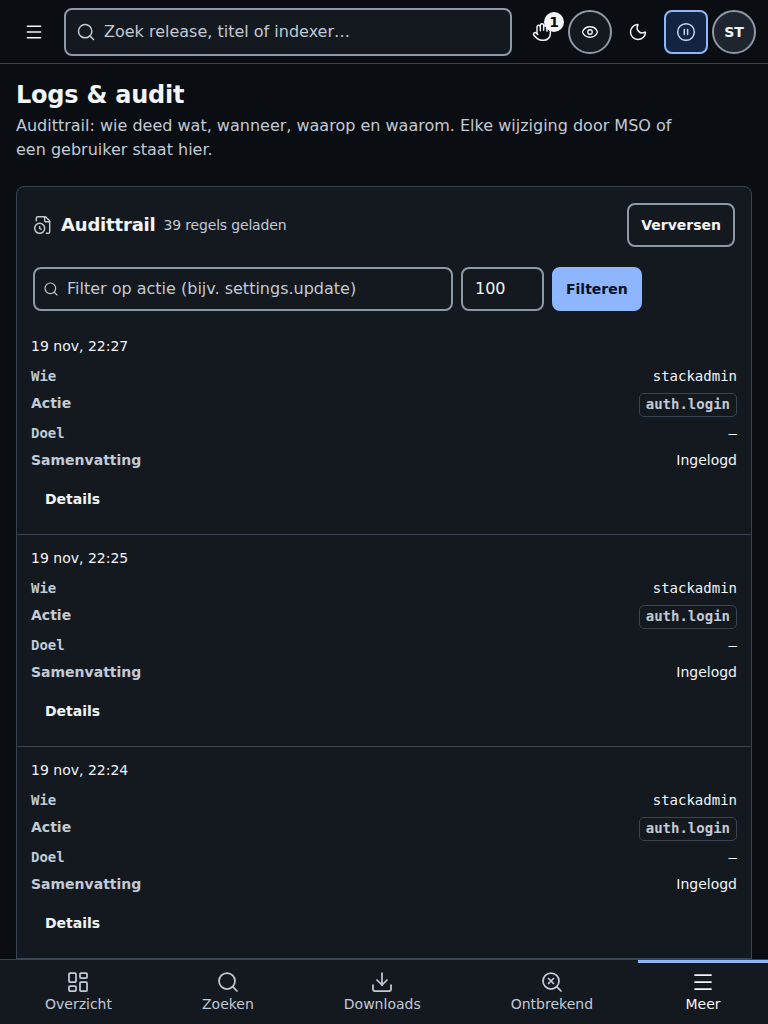 Zoek release, titel of indexer…
1
ST
Logs & audit
Audittrail: wie deed wat, wanneer, waarop en waarom. Elke wijziging door MSO of
een gebruiker staat hier.
Audittrail 39 regels geladen
Verversen
Filter op actie (bijv. settings.update)
100
Filteren
19 nov, 22:27
Wie stackadmin
Actie auth.login
Doel —
Samenvatting Ingelogd
Details
19 nov, 22:25
Wie stackadmin
Actie auth.login
Doel —
Samenvatting Ingelogd
Details
19 nov, 22:24
Wie stackadmin
Actie auth.login
Doel —
Samenvatting Ingelogd
Details
Overzicht
Zoeken
Downloads
Ontbrekend
Meer